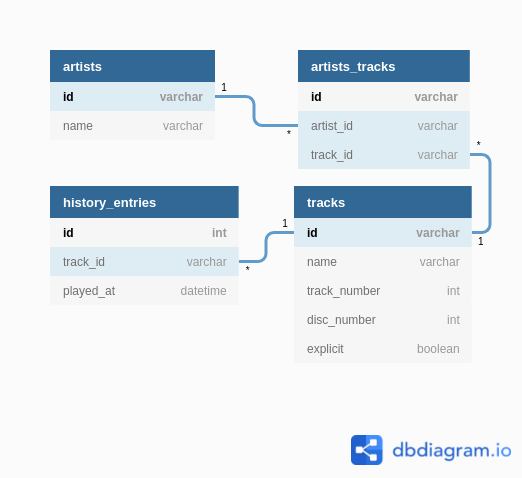 artists
id varchar
name varchar
artists_tracks
id varchar
artist_id varchar
track_id varchar
1
*
*
1
history_entries
id int
track_id varchar
played_at datetime
1
*
tracks
id varchar
name varchar
track_number int
disc_number int
explicit boolean
dbdiagram.io